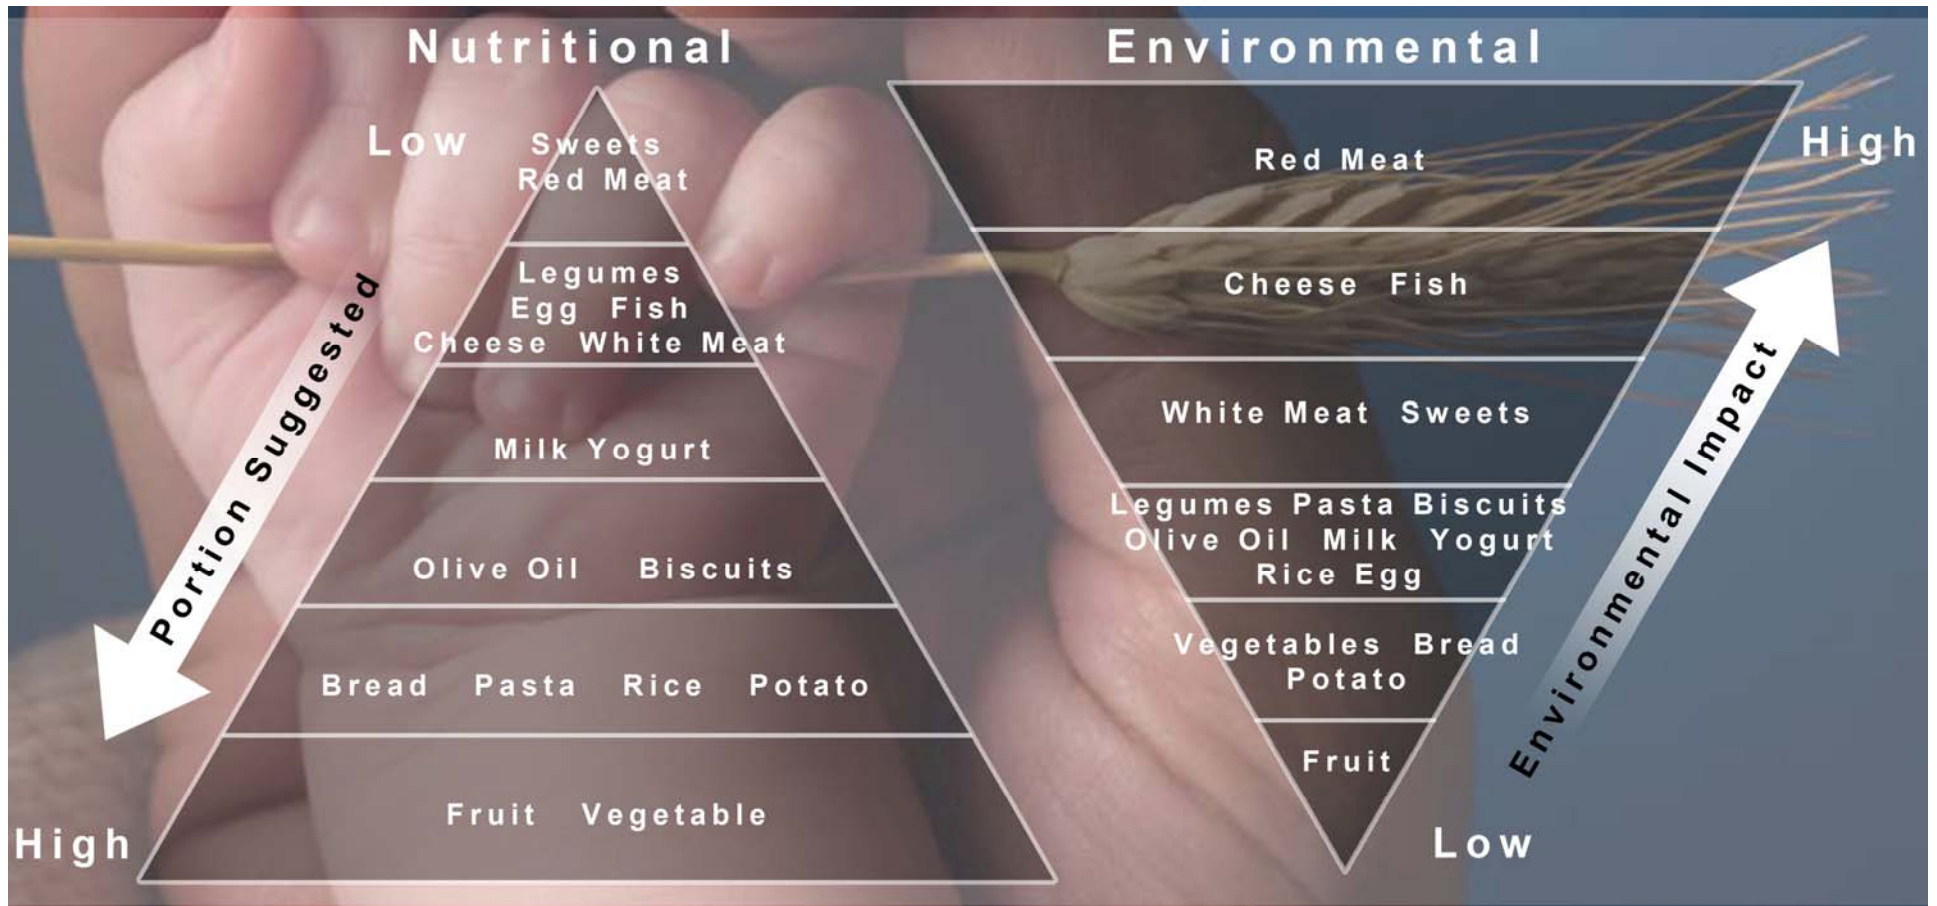 Nutritional
Low
Sweets
Red Meat
Legumes
Egg Fish
Cheese White Meat
Milk Yogurt
Olive Oil Biscuits
Bread Pasta Rice Potato
Fruit Vegetable
High
Portion Suggested
Environmental
High
Red Meat
Cheese Fish
White Meat Sweets
Legumes Pasta Biscuits
Olive Oil Milk Yogurt
Rice Egg
Vegetables Bread
Potato
Fruit
Low
Environmental Impact